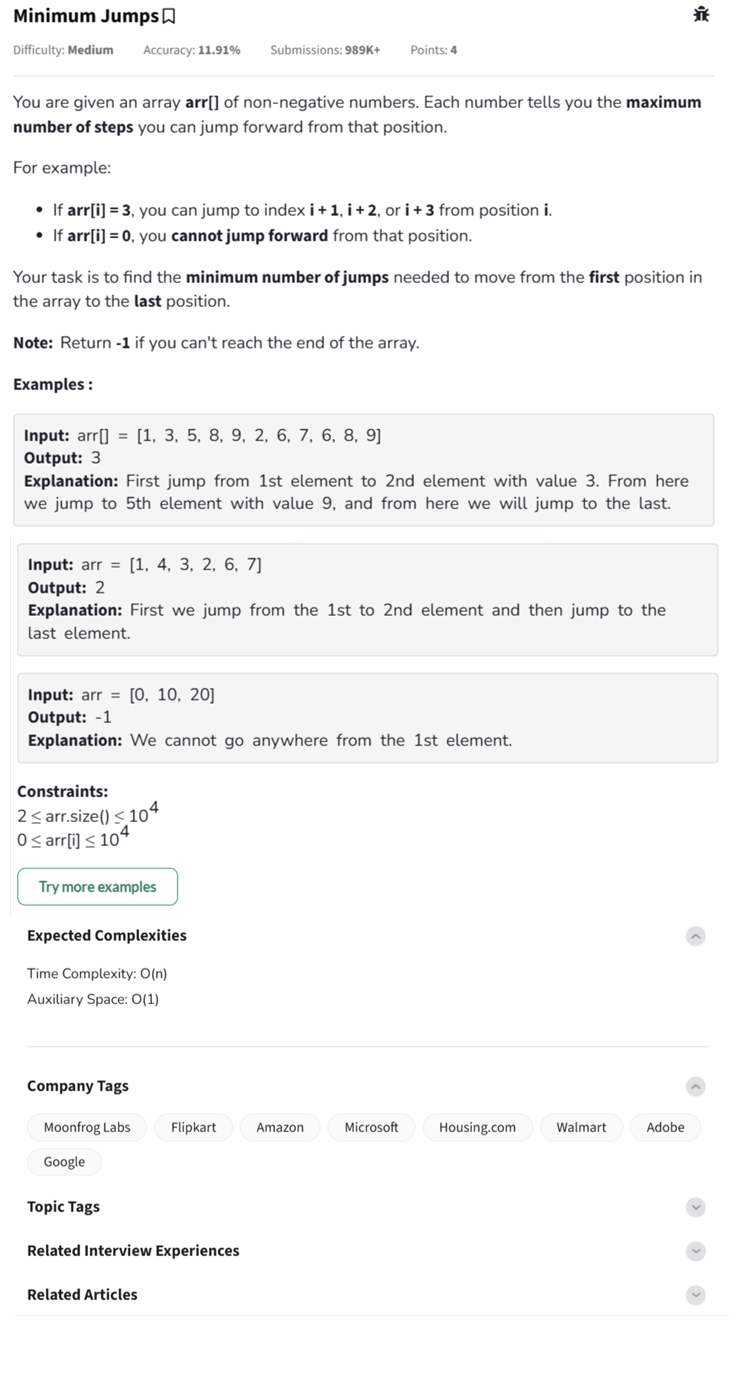 Minimum Jumps
Difficulty: Medium Accuracy: 11.91% Submissions: 989K+ Points: 4
You are given an array arr[] of non-negative numbers. Each number tells you the maximum
number of steps you can jump forward from that position.
For example:
• If arr[i] = 3, you can jump to index i + 1, i + 2, or i + 3 from position i.
• If arr[i] = 0, you cannot jump forward from that position.
Your task is to find the minimum number of jumps needed to move from the first position in
the array to the last position.
Note: Return -1 if you can't reach the end of the array.
Examples :
Input: arr[] = [1, 3, 5, 8, 9, 2, 6, 7, 6, 8, 9]
Output: 3
Explanation: First jump from 1st element to 2nd element with value 3. From here
we jump to 5th element with value 9, and from here we will jump to the last.
Input: arr = [1, 4, 3, 2, 6, 7]
Output: 2
Explanation: First we jump from the 1st to 2nd element and then jump to the
last element.
Input: arr = [0, 10, 20]
Output: -1
Explanation: We cannot go anywhere from the 1st element.
Constraints:
2 ≤ arr.size() ≤ 10⁴
0 ≤ arr[i] ≤ 10⁴
Try more examples
Expected Complexities
Time Complexity: O(n)
Auxiliary Space: O(1)
Company Tags
Moonfrog Labs Flipkart Amazon Microsoft Housing.com Walmart Adobe
Google
Topic Tags
Related Interview Experiences
Related Articles